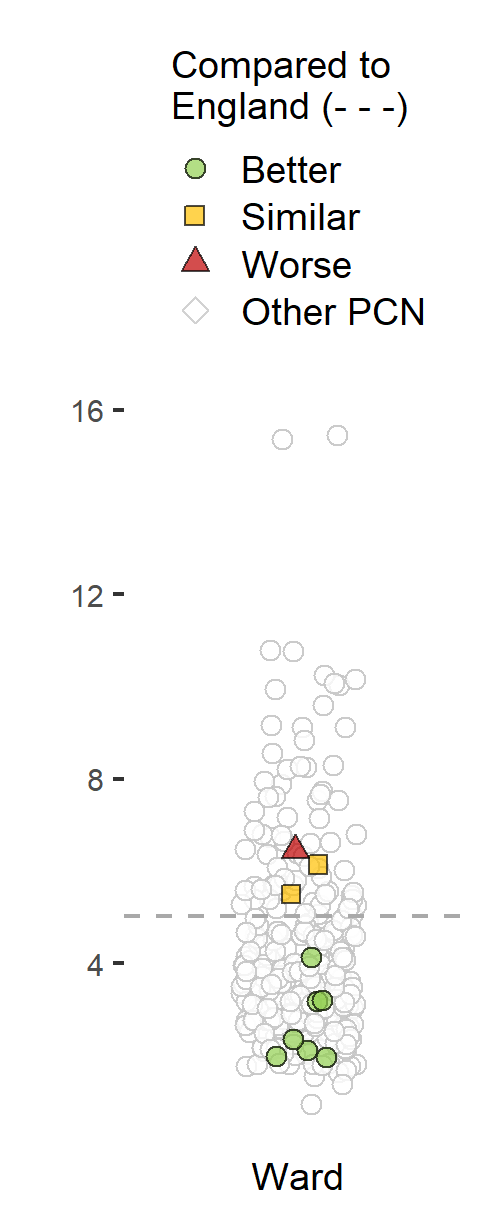 Compared to
England (- - -)
Better
Similar
Worse
Other PCN
16
12
8
4
Ward